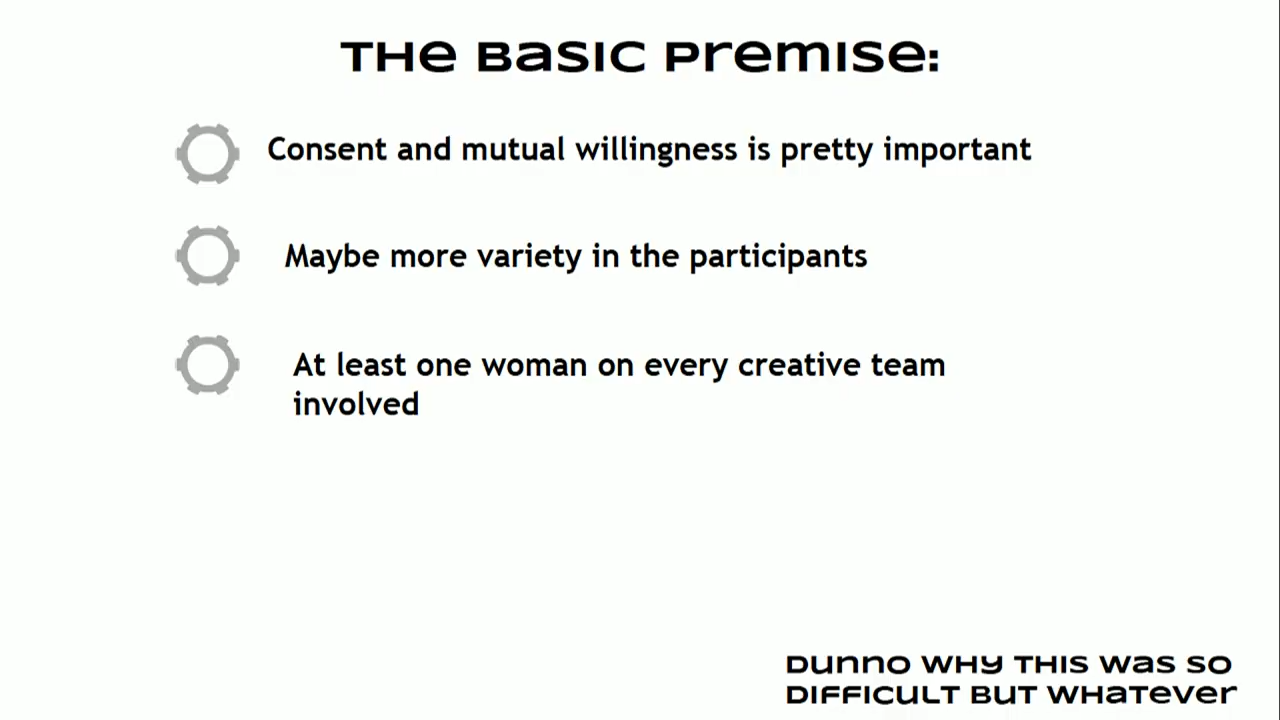 THE BASIC PREMISE:
Consent and mutual willingness is pretty important
Maybe more variety in the participants
At least one woman on every creative team
involved
DUNNO WHY THIS WAS SO
DIFFICULT BUT WHATEVER